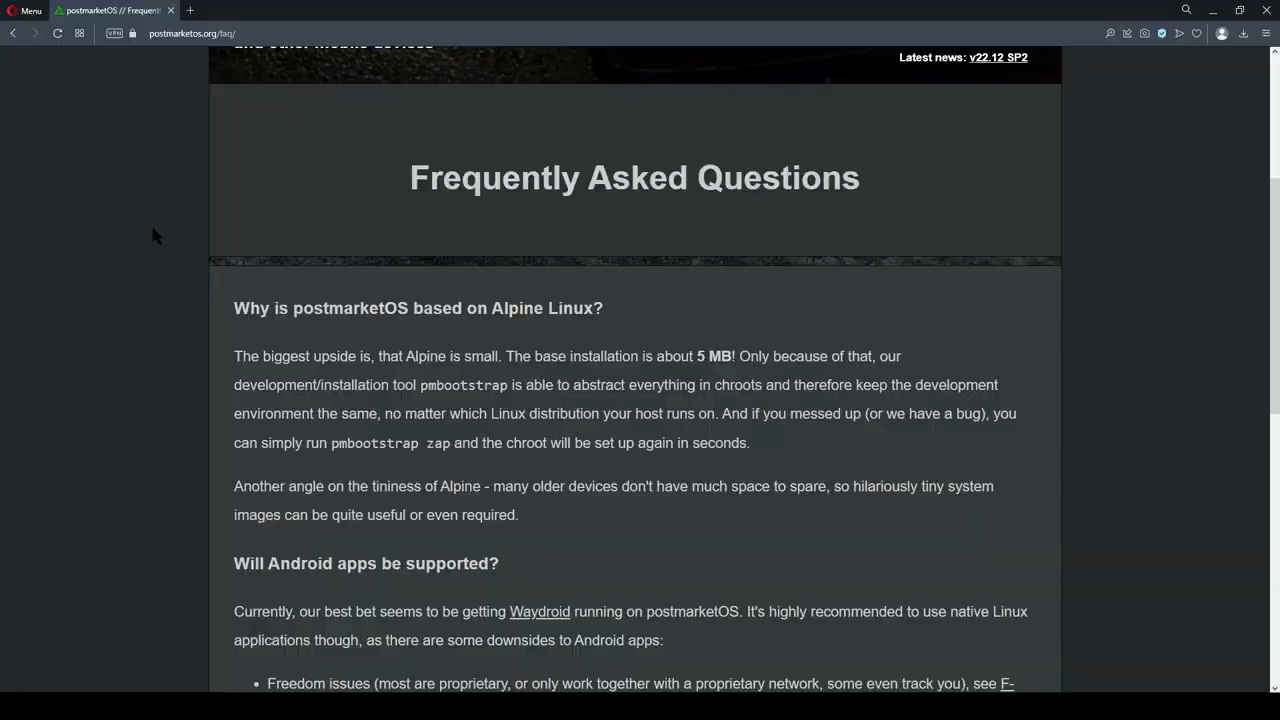 Menu
postmarketOS // Frequent
VPN
postmarketos.org/faq/
and other mobile devices
Latest news: v22.12 SP2
Frequently Asked Questions
Why is postmarketOS based on Alpine Linux?
The biggest upside is, that Alpine is small. The base installation is about 5 MB! Only because of that, our
development/installation tool pmbootstrap is able to abstract everything in chroots and therefore keep the development
environment the same, no matter which Linux distribution your host runs on. And if you messed up (or we have a bug), you
can simply run pmbootstrap zap and the chroot will be set up again in seconds.
Another angle on the tininess of Alpine - many older devices don't have much space to spare, so hilariously tiny system
images can be quite useful or even required.
Will Android apps be supported?
Currently, our best bet seems to be getting Waydroid running on postmarketOS. It's highly recommended to use native Linux
applications though, as there are some downsides to Android apps:
• Freedom issues (most are proprietary, or only work together with a proprietary network, some even track you), see F-